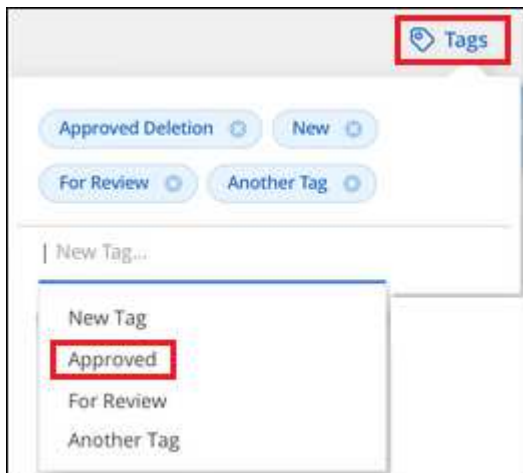 Tags
Approved Deletion New
For Review Another Tag
New Tag...
New Tag
Approved
For Review
Another Tag